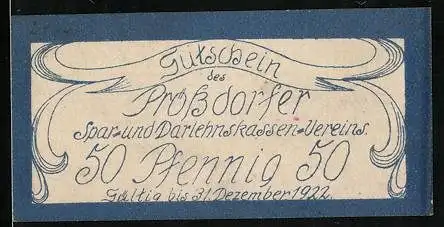 Gutschein
des
Proßdorfer
Spar=und Darlehnskassen=Vereins.
50 Pfennig 50
Gültig bis 31. Dezember 1922.